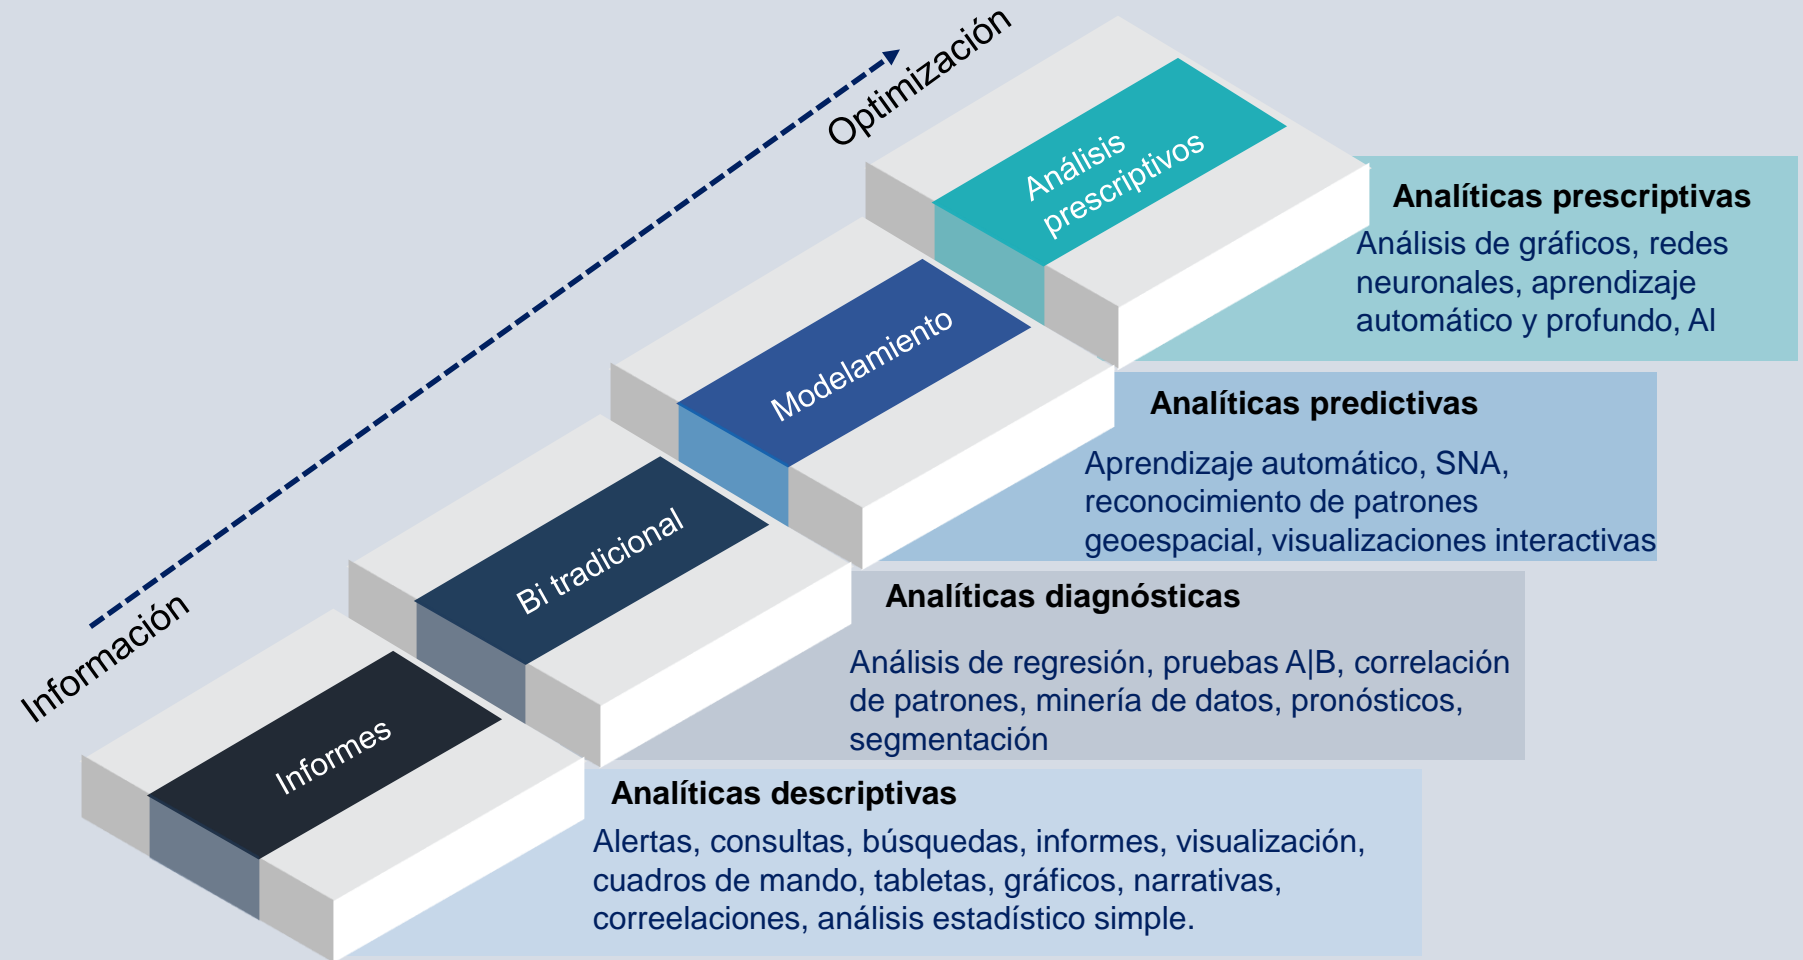 Optimización
Análisis
prescriptivos
Analíticas prescriptivas
Análisis de gráficos, redes
neuronales, aprendizaje
automático y profundo, AI
Modelamiento
Analíticas predictivas
Aprendizaje automático, SNA,
reconocimiento de patrones
geoespacial, visualizaciones interactivas
Bi tradicional
Analíticas diagnósticas
Análisis de regresión, pruebas A|B, correlación
de patrones, minería de datos, pronósticos,
segmentación
Información
Informes
Analíticas descriptivas
Alertas, consultas, búsquedas, informes, visualización,
cuadros de mando, tabletas, gráficos, narrativas,
correelaciones, análisis estadístico simple.